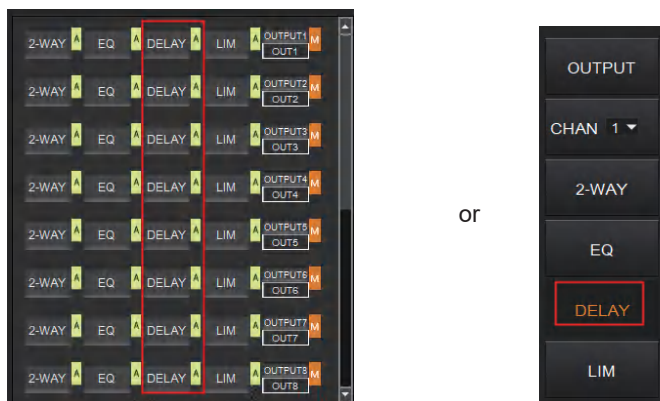 2-WAY A EQ A DELAY A LIM A OUTPUT1 M
OUT1
2-WAY A EQ A DELAY A LIM A OUTPUT2 M
OUT2
2-WAY A EQ A DELAY A LIM A OUTPUT3 M
OUT3
2-WAY A EQ A DELAY A LIM A OUTPUT4 M
OUT4
2-WAY A EQ A DELAY A LIM A OUTPUT5 M
OUT5
2-WAY A EQ A DELAY A LIM A OUTPUT6 M
OUT6
2-WAY A EQ A DELAY A LIM A OUTPUT7 M
OUT7
2-WAY A EQ A DELAY A LIM A OUTPUT8 M
OUT8
or
OUTPUT
CHAN 1
2-WAY
EQ
DELAY
LIM